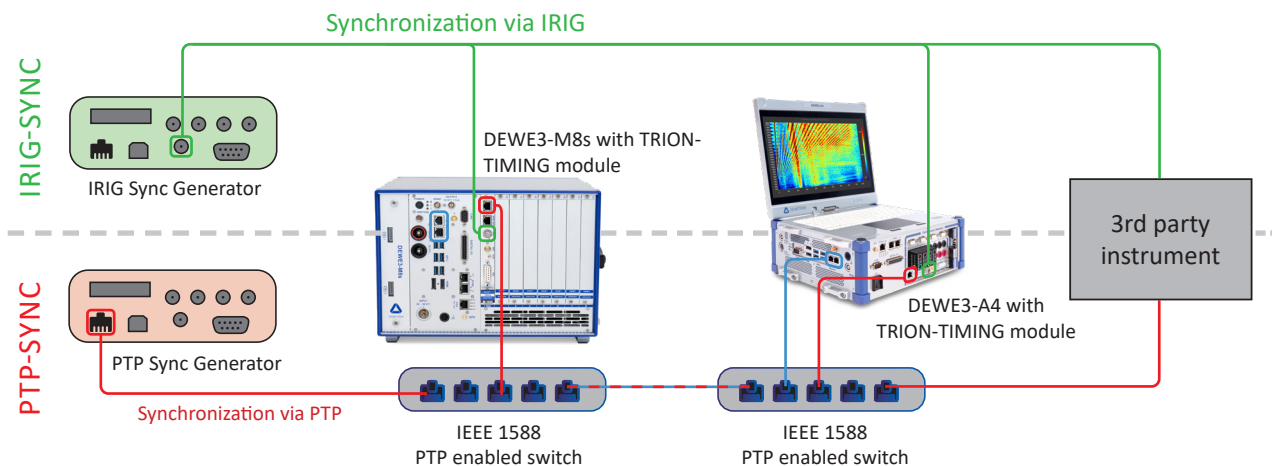 Synchronization via IRIG
IRIG-SYNC
IRIG Sync Generator
DEWE3-M8s with TRION-
TIMING module
DEWE3-M8s
3rd party
instrument
PTP-SYNC
PTP Sync Generator
DEWE3-A4 with
TRION-TIMING module
Synchronization via PTP
IEEE 1588
PTP enabled switch
IEEE 1588
PTP enabled switch